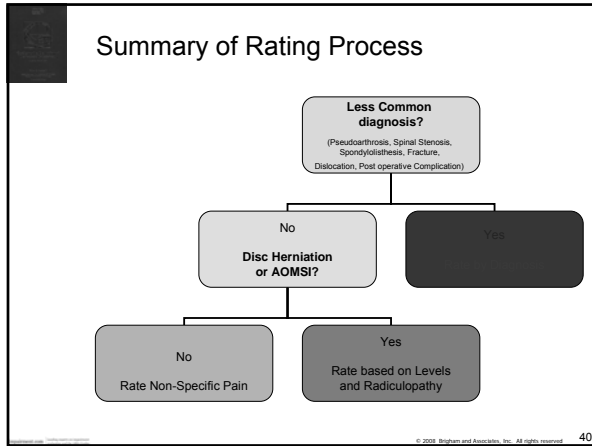 Summary of Rating Process
Less Common
diagnosis?
(Pseudoarthrosis, Spinal Stenosis,
Spondylolisthesis, Fracture,
Dislocation, Post operative Complication)
No
Disc Herniation
or AOMSI?
Yes
No
Rate Non-Specific Pain
Yes
Rate based on Levels
and Radiculopathy
© 2008 Brigham and Associates, Inc. All rights reserved
40